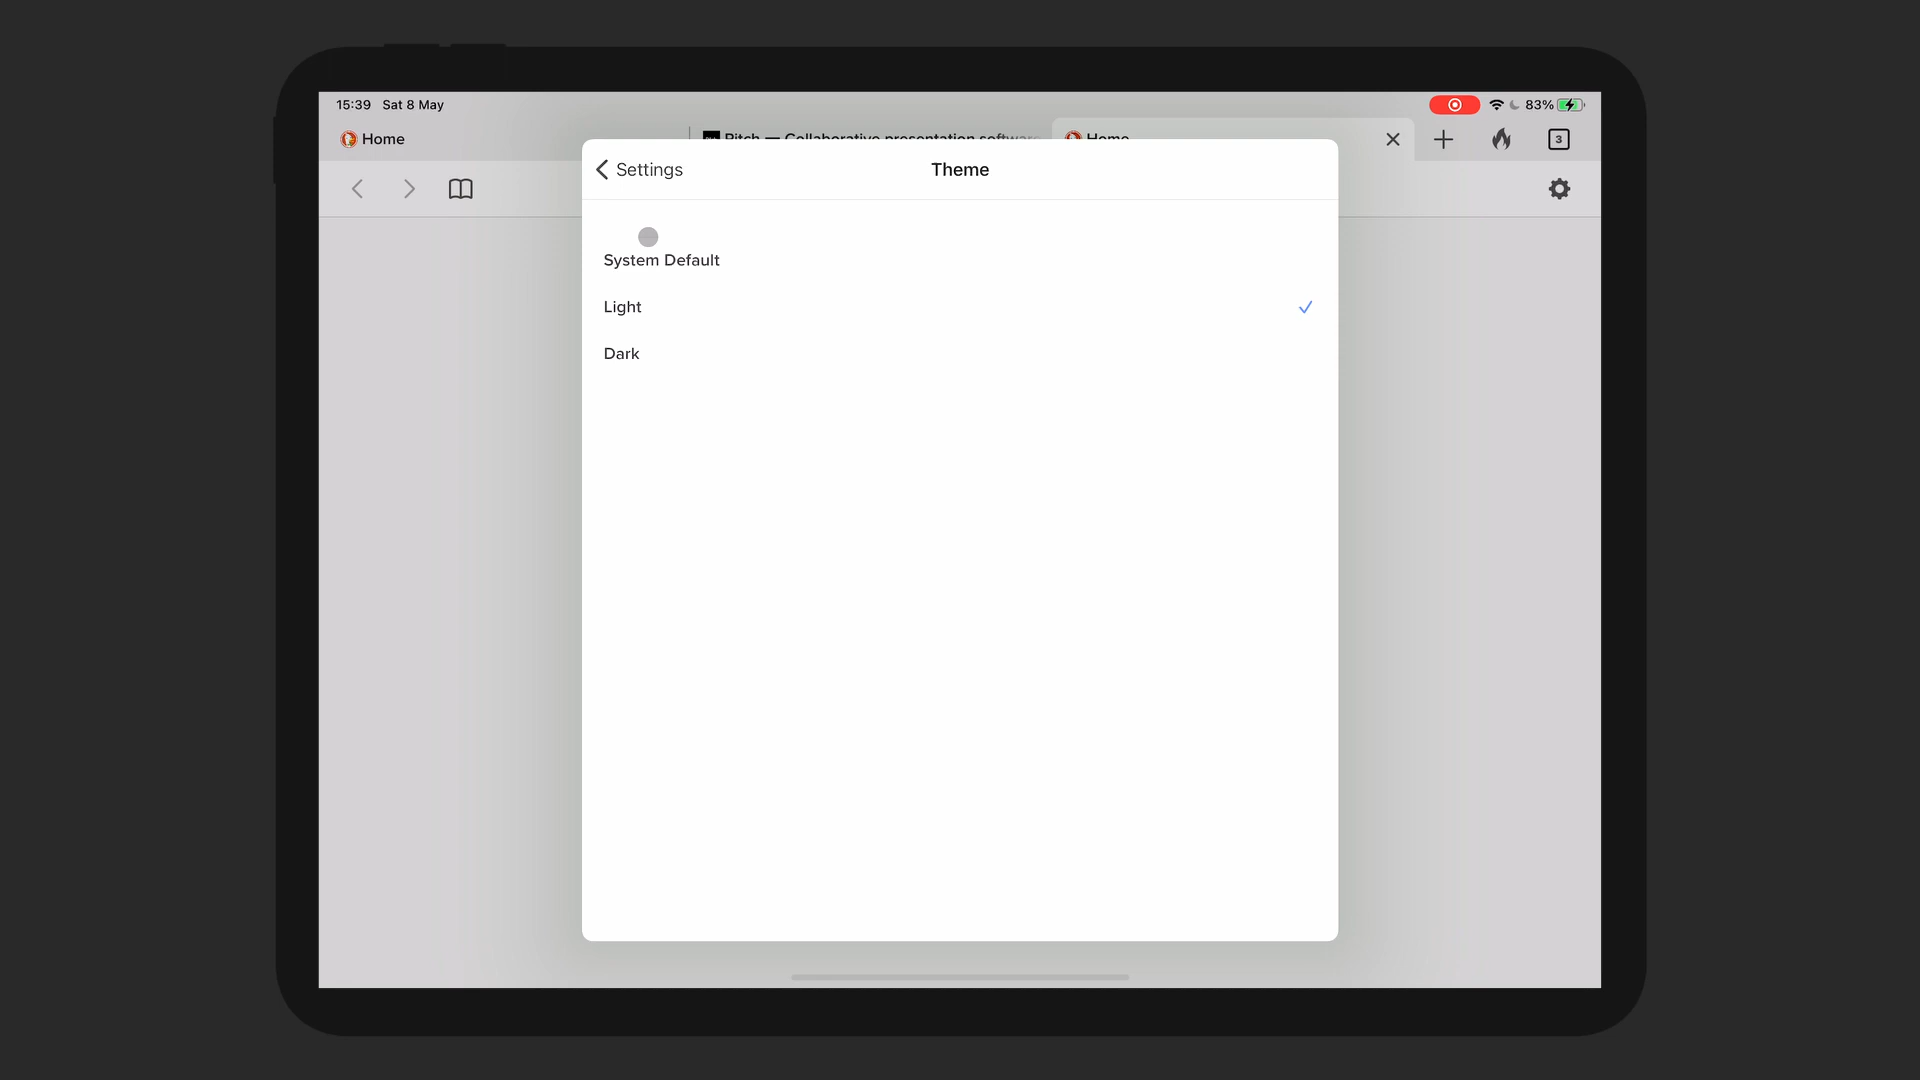 15:39 Sat 8 May
83%
Home
Pitch — Collaborative presentation software
Home
3
Settings
Theme
System Default
Light
Dark